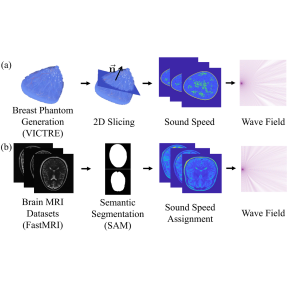 (a)
n
Breast Phantom
Generation
(VICTRE)
2D Slicing
Sound Speed
Wave Field
(b)
Brain MRI
Datasets
(FastMRI)
Semantic
Segmentation
(SAM)
Sound Speed
Assignment
Wave Field